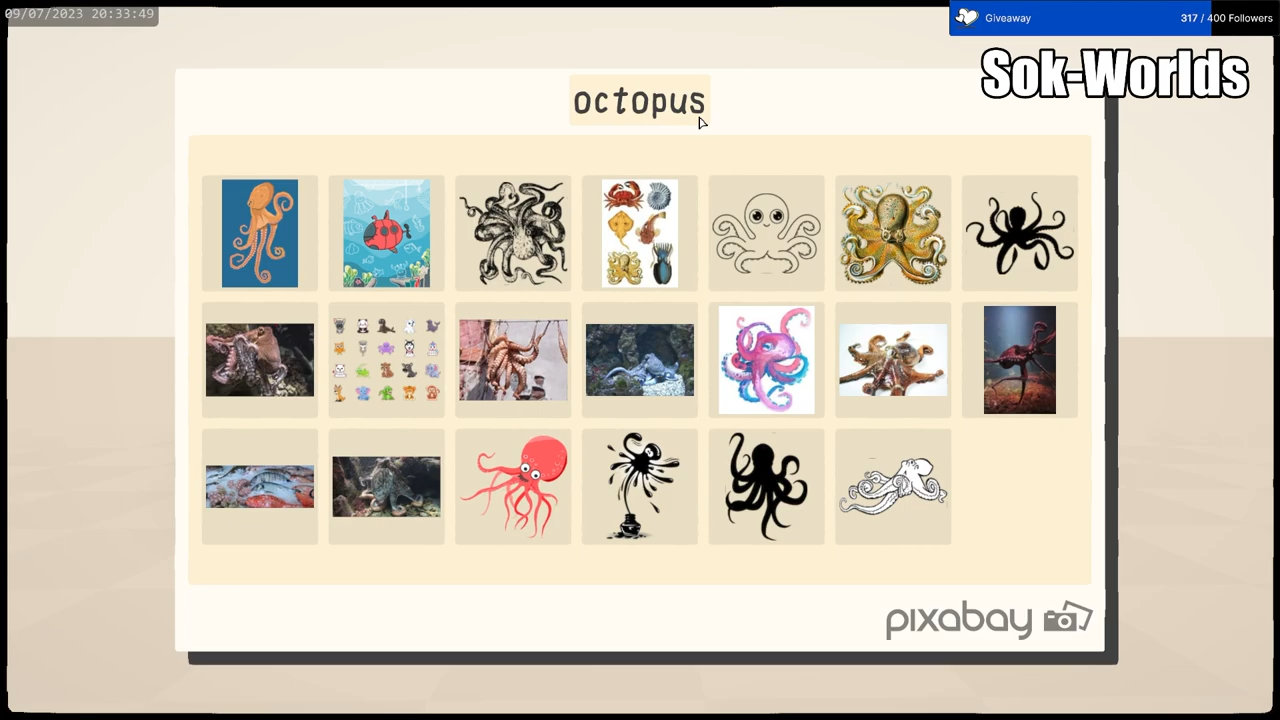 09/07/2023 20:33:49
Giveaway
317 / 400 Followers
Sok-Worlds
octopus
pixabay